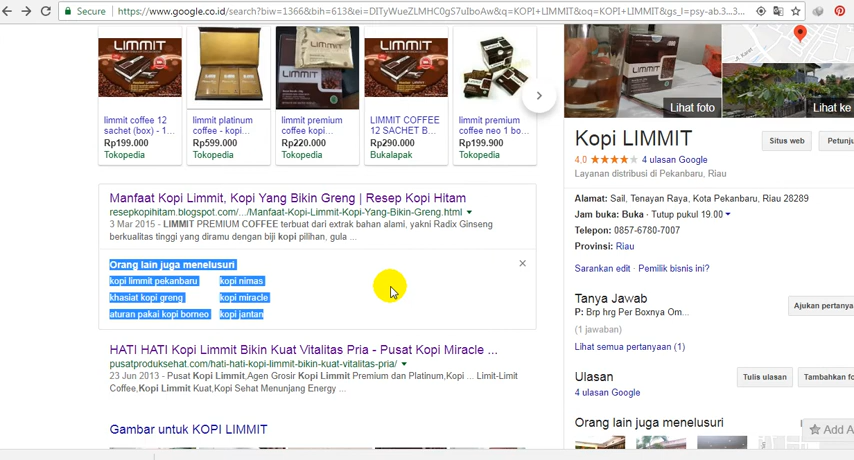 Secure
https://www.google.co.id/search?biw=1366&bih=613&ei=DITyWueZLMHC0gS7uIboAw&q=KOPI+LIMMIT&oq=KOPI+LIMMIT&gs_l=psy-ab.3...3...
limmit coffee 12
sachet (box) - 1...
Rp199.000
Tokopedia
limmit platinum
coffee - kopi...
Rp599.000
Tokopedia
limmit premium
coffee kopi...
Rp220.000
Tokopedia
LIMMIT COFFEE
12 SACHET B...
Rp290.000
Bukalapak
limmit premium
coffee neo 1 bo...
Rp199.900
Tokopedia
Manfaat Kopi Limmit, Kopi Yang Bikin Greng | Resep Kopi Hitam
resepkopihitam.blogspot.com/.../Manfaat-Kopi-Limmit-Kopi-Yang-Bikin-Greng.html
3 Mar 2015 - LIMMIT PREMIUM COFFEE terbuat dari extrak bahan alami, yakni Radix Ginseng
berkualitas tinggi yang diramu dengan biji kopi pilihan, gula ...
Orang lain juga menelusuri
kopi limmit pekanbaru kopi nimas
khasiat kopi greng kopi miracle
aturan pakai kopi borneo kopi jantan
HATI HATI Kopi Limmit Bikin Kuat Vitalitas Pria - Pusat Kopi Miracle ...
pusatproduksehat.com/hati-hati-kopi-limmit-bikin-kuat-vitalitas-pria/
23 Jun 2013 - Pusat Kopi Limmit,Agen Grosir Kopi Limmit Premium dan Platinum,Kopi ... Limit-Limit
Coffee,Kopi Limmit Kuat,Kopi Sehat Menunjang Energy ...
Gambar untuk KOPI LIMMIT
Lihat foto
Lihat ke
Kopi LIMMIT
Situs web
Petunju
4,0 4 ulasan Google
Layanan distribusi di Pekanbaru, Riau
Alamat: Sail, Tenayan Raya, Kota Pekanbaru, Riau 28289
Jam buka: Buka · Tutup pukul 19.00
Telepon: 0857-6780-7007
Provinsi: Riau
Sarankan edit · Pemilik bisnis ini?
Tanya Jawab
Ajukan pertanya
P: Brp hrg Per Boxnya Om...
(1 jawaban)
Lihat semua pertanyaan (1)
Ulasan
Tulis ulasan
Tambahkan fo
4 ulasan Google
Orang lain juga menelusuri
Add A